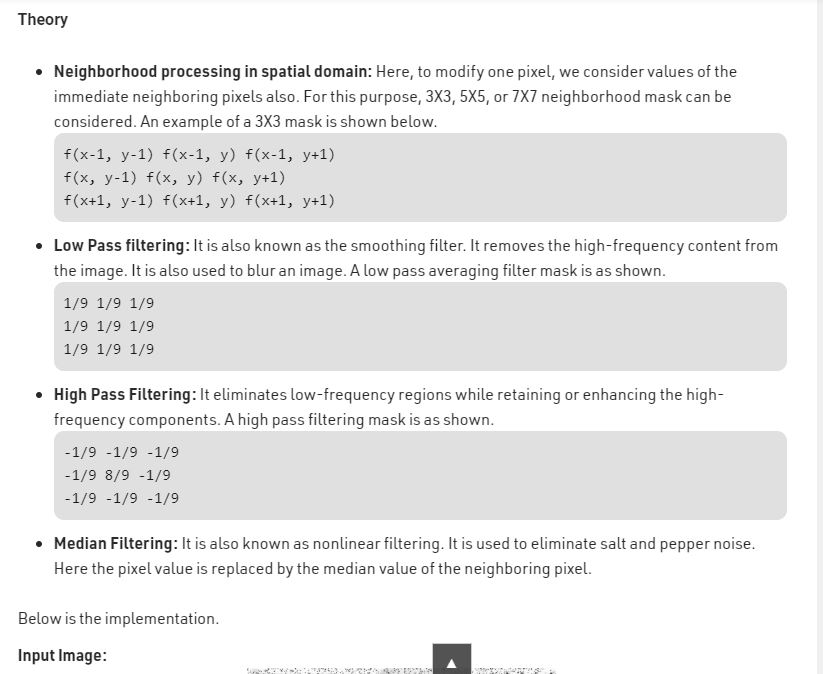 Theory
• Neighborhood processing in spatial domain: Here, to modify one pixel, we consider values of the
immediate neighboring pixels also. For this purpose, 3X3, 5X5, or 7X7 neighborhood mask can be
considered. An example of a 3X3 mask is shown below.
f(x-1, y-1) f(x-1, y) f(x-1, y+1)
f(x, y-1) f(x, y) f(x, y+1)
f(x+1, y-1) f(x+1, y) f(x+1, y+1)
• Low Pass filtering: It is also known as the smoothing filter. It removes the high-frequency content from
the image. It is also used to blur an image. A low pass averaging filter mask is as shown.
1/9 1/9 1/9
1/9 1/9 1/9
1/9 1/9 1/9
• High Pass Filtering: It eliminates low-frequency regions while retaining or enhancing the high-
frequency components. A high pass filtering mask is as shown.
-1/9 -1/9 -1/9
-1/9 8/9 -1/9
-1/9 -1/9 -1/9
• Median Filtering: It is also known as nonlinear filtering. It is used to eliminate salt and pepper noise.
Here the pixel value is replaced by the median value of the neighboring pixel.
Below is the implementation.
Input Image: